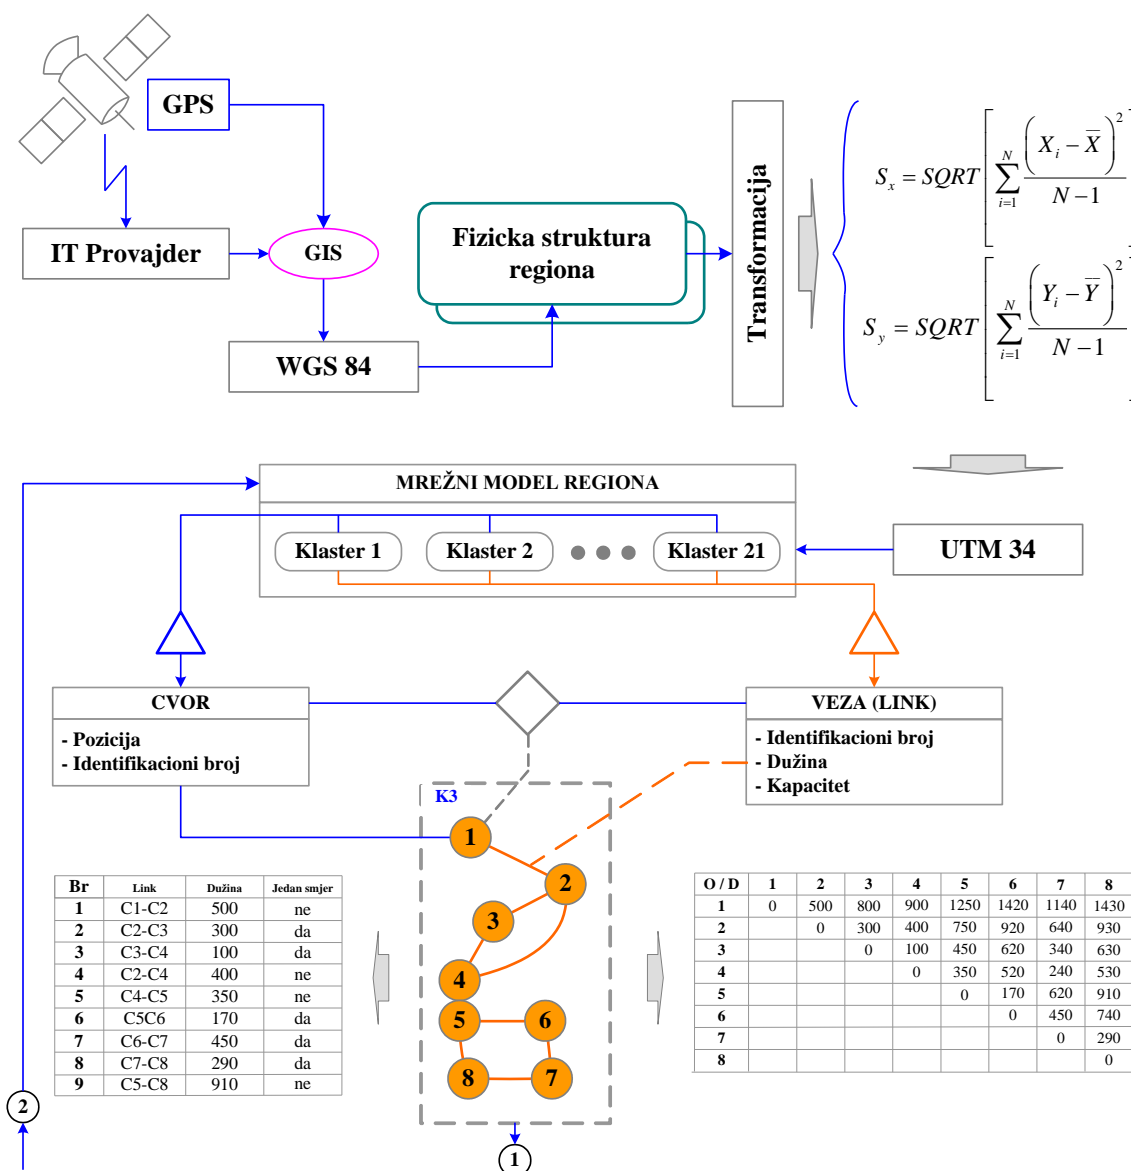 GPS
IT Provajder
GIS
WGS 84
Fizicka struktura
regiona
Transformacija
S_x = SQRT [ \sum_{i=1}^{N} \frac{(X_i - \overline{X})^2}{N-1} ]
S_y = SQRT [ \sum_{i=1}^{N} \frac{(Y_i - \overline{Y})^2}{N-1} ]
MREŽNI MODEL REGIONA
Klaster 1 Klaster 2 Klaster 21
UTM 34
CVOR
- Pozicija
- Identifikacioni broj
VEZA (LINK)
- Identifikacioni broj
- Dužina
- Kapacitet
K3
1
2
3
4
5 6
8 7
Br Link Dužina Jedan smjer
1 C1-C2 500 ne
2 C2-C3 300 da
3 C3-C4 100 da
4 C2-C4 400 ne
5 C4-C5 350 ne
6 C5C6 170 da
7 C6-C7 450 da
8 C7-C8 290 da
9 C5-C8 910 ne
O / D 1 2 3 4 5 6 7 8
1 0 500 800 900 1250 1420 1140 1430
2 0 300 400 750 920 640 930
3 0 100 450 620 340 630
4 0 350 520 240 530
5 0 170 620 910
6 0 450 740
7 0 290
8 0
2
1